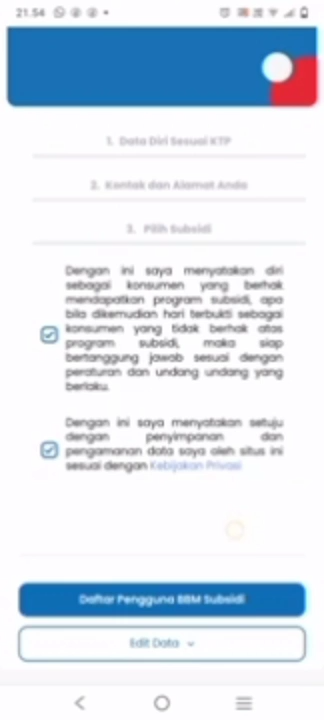 21.54
1. Data Diri Sesuai KTP
2. Kontak dan Alamat Anda
3. Pilih Subsidi
Dengan ini saya menyatakan diri
sebagai konsumen yang berhak
mendapatkan program subsidi, apa
bila dikemudian hari terbukti sebagai
konsumen yang tidak berhak atas
program subsidi, maka siap
bertanggung jawab sesuai dengan
peraturan dan undang undang yang
berlaku.
Dengan ini saya menyatakan setuju
dengan penyimpanan dan
pengamanan data saya oleh situs ini
sesuai dengan Kebijakan Privasi
Daftar Pengguna BBM Subsidi
Edit Data